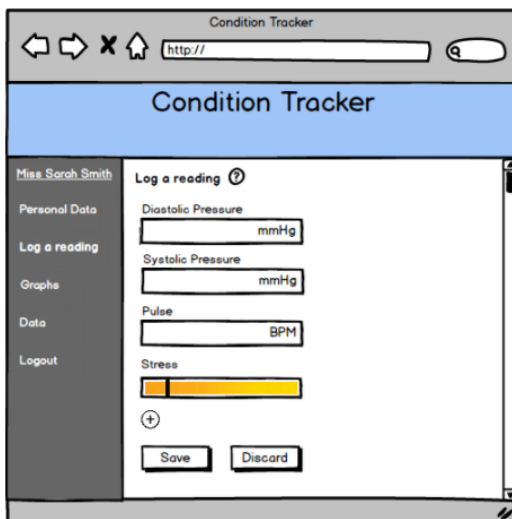 Condition Tracker
http://
Condition Tracker
Miss Sarah Smith
Personal Data
Log a reading
Graphs
Data
Logout
Log a reading ?
Diastolic Pressure
mmHg
Systolic Pressure
mmHg
Pulse
BPM
Stress
+
Save Discard